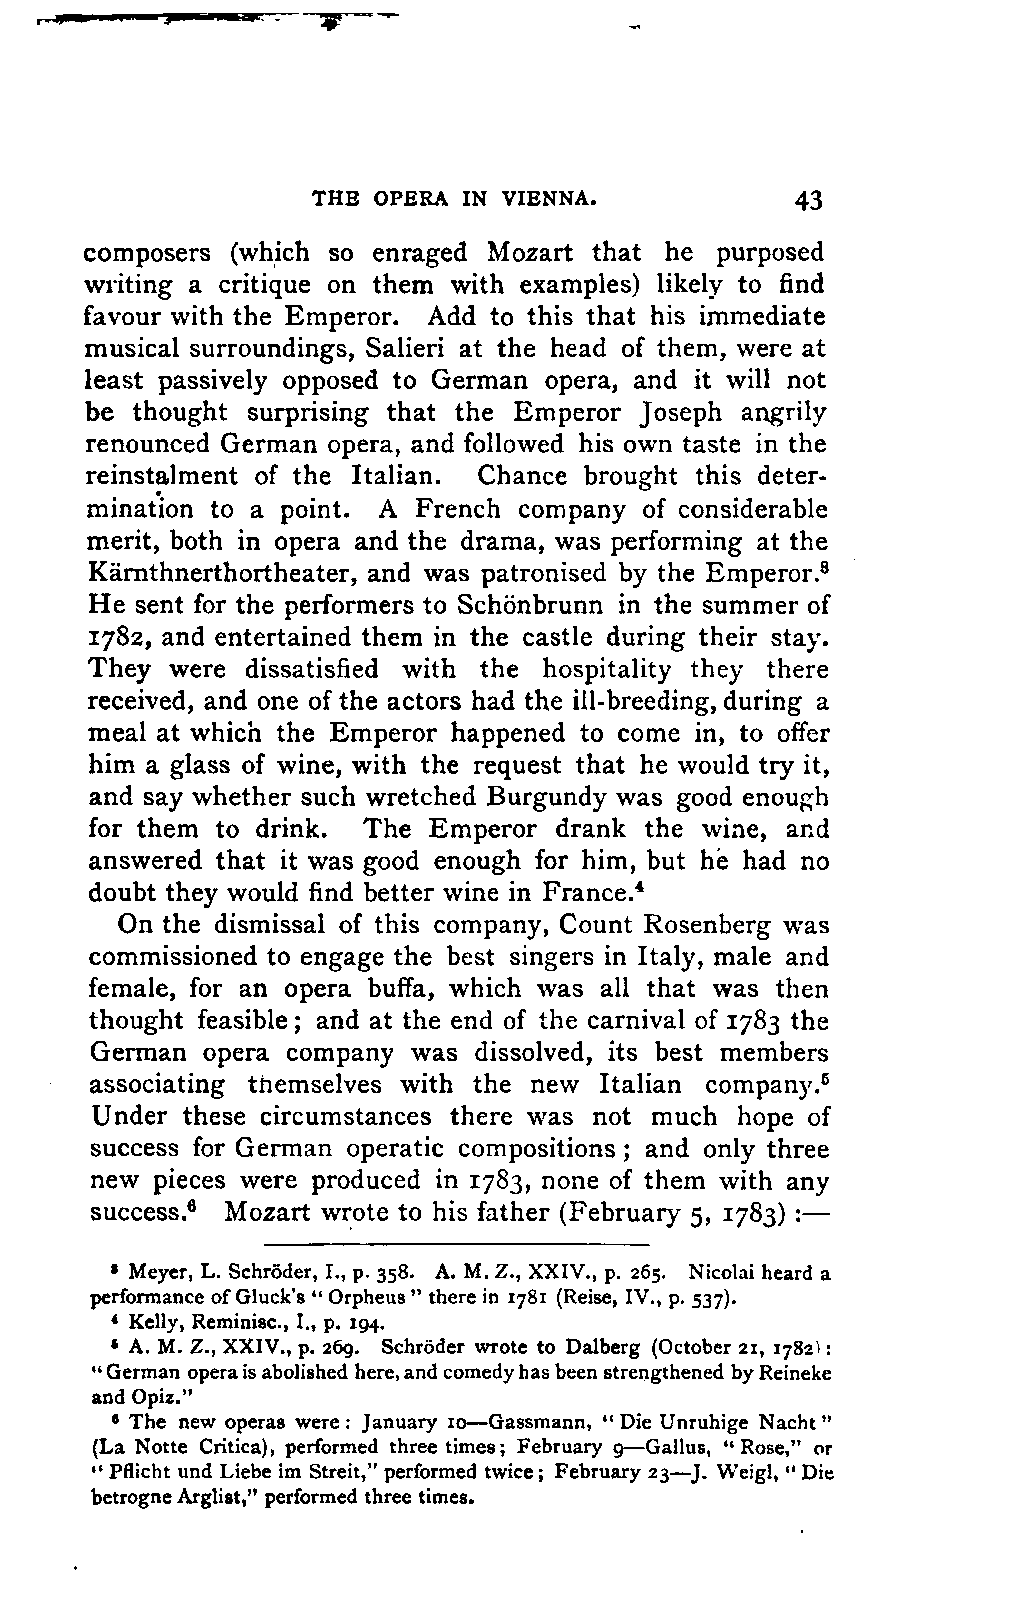 THE OPERA IN VIENNA. 43
composers (which so enraged Mozart that he purposed
writing a critique on them with examples) likely to find
favour with the Emperor. Add to this that his immediate
musical surroundings, Salieri at the head of them, were at
least passively opposed to German opera, and it will not
be thought surprising that the Emperor Joseph angrily
renounced German opera, and followed his own taste in the
reinstalment of the Italian. Chance brought this deter-
mination to a point. A French company of considerable
merit, both in opera and the drama, was performing at the
Kärnthnerthortheater, and was patronised by the Emperor.³
He sent for the performers to Schönbrunn in the summer of
1782, and entertained them in the castle during their stay.
They were dissatisfied with the hospitality they there
received, and one of the actors had the ill-breeding, during a
meal at which the Emperor happened to come in, to offer
him a glass of wine, with the request that he would try it,
and say whether such wretched Burgundy was good enough
for them to drink. The Emperor drank the wine, and
answered that it was good enough for him, but he had no
doubt they would find better wine in France.⁴
On the dismissal of this company, Count Rosenberg was
commissioned to engage the best singers in Italy, male and
female, for an opera buffa, which was all that was then
thought feasible; and at the end of the carnival of 1783 the
German opera company was dissolved, its best members
associating themselves with the new Italian company.⁵
Under these circumstances there was not much hope of
success for German operatic compositions; and only three
new pieces were produced in 1783, none of them with any
success.⁶ Mozart wrote to his father (February 5, 1783) :—
³ Meyer, L. Schröder, I., p. 358. A. M. Z., XXIV., p. 265. Nicolai heard a
performance of Gluck's "Orpheus" there in 1781 (Reise, IV., p. 537).
⁴ Kelly, Reminisc., I., p. 194.
⁵ A. M. Z., XXIV., p. 269. Schröder wrote to Dalberg (October 21, 1782):
"German opera is abolished here, and comedy has been strengthened by Reineke
and Opiz."
⁶ The new operas were: January 10—Gassmann, "Die Unruhige Nacht"
(La Notte Critica), performed three times; February 9—Gallus, "Rose," or
"Pflicht und Liebe im Streit," performed twice; February 23—J. Weigl, "Die
betrogne Arglist," performed three times.